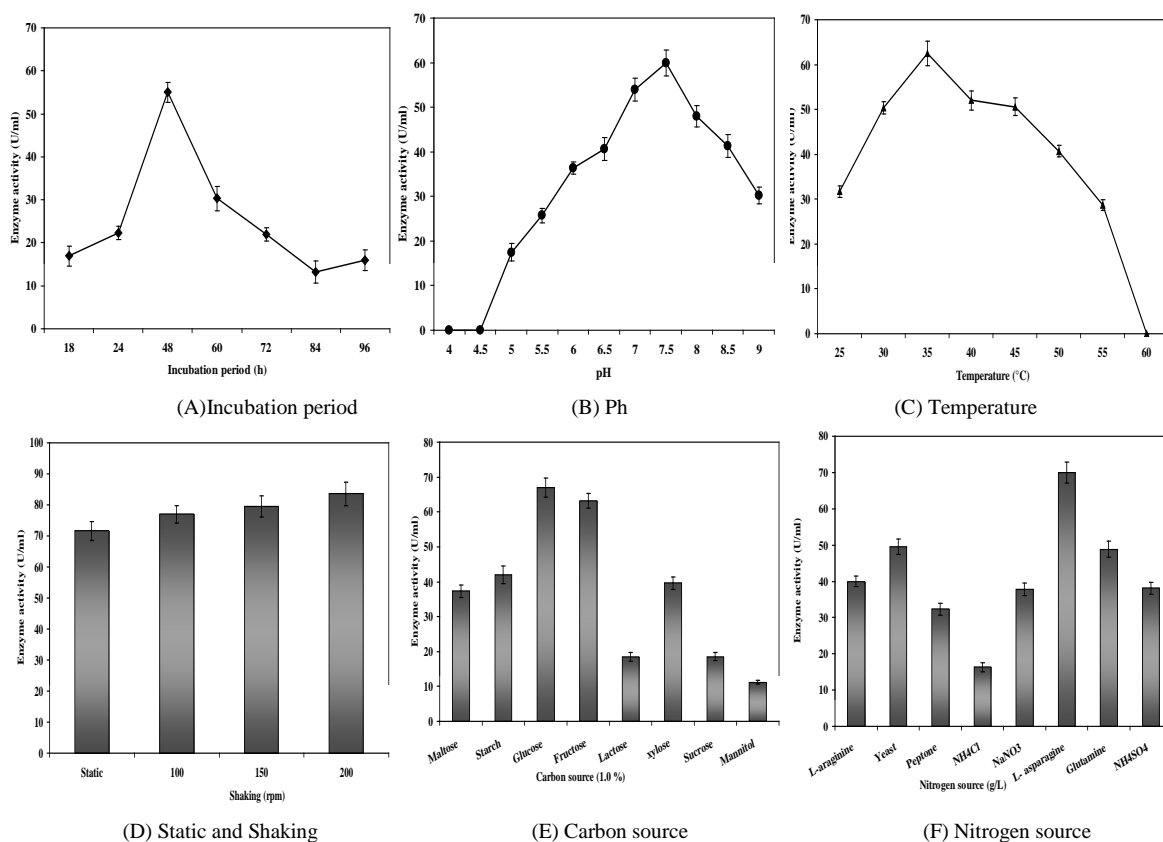 70
60
50
40
30
20
10
0
Enzyme activity (U/ml)
18 24 48 60 72 84 96
Incubation period (h)
(A)Incubation period
70
60
50
40
30
20
10
0
Enzyme activity (U/ml)
4 4.5 5 5.5 6 6.5 7 7.5 8 8.5 9
pH
(B) Ph
70
60
50
40
30
20
10
0
Enzyme activity (U/ml)
25 30 35 40 45 50 55 60
Temperature (°C)
(C) Temperature
100
90
80
70
60
50
40
30
20
10
0
Enzyme activity (U/ml)
Static 100 150 200
Shaking (rpm)
(D) Static and Shaking
80
70
60
50
40
30
20
10
0
Enzyme activity (U/ml)
Maltose Starch Glucose Fructose Lactose xylose Sucrose Mannitol
Carbon source (1.0 %)
(E) Carbon source
80
70
60
50
40
30
20
10
0
Enzyme activity (U/ml)
L-araginine Yeast Peptone NH4Cl NaNO3 L- asparagine Glutamine NH4SO4
Nitrogen source (g/L)
(F) Nitrogen source